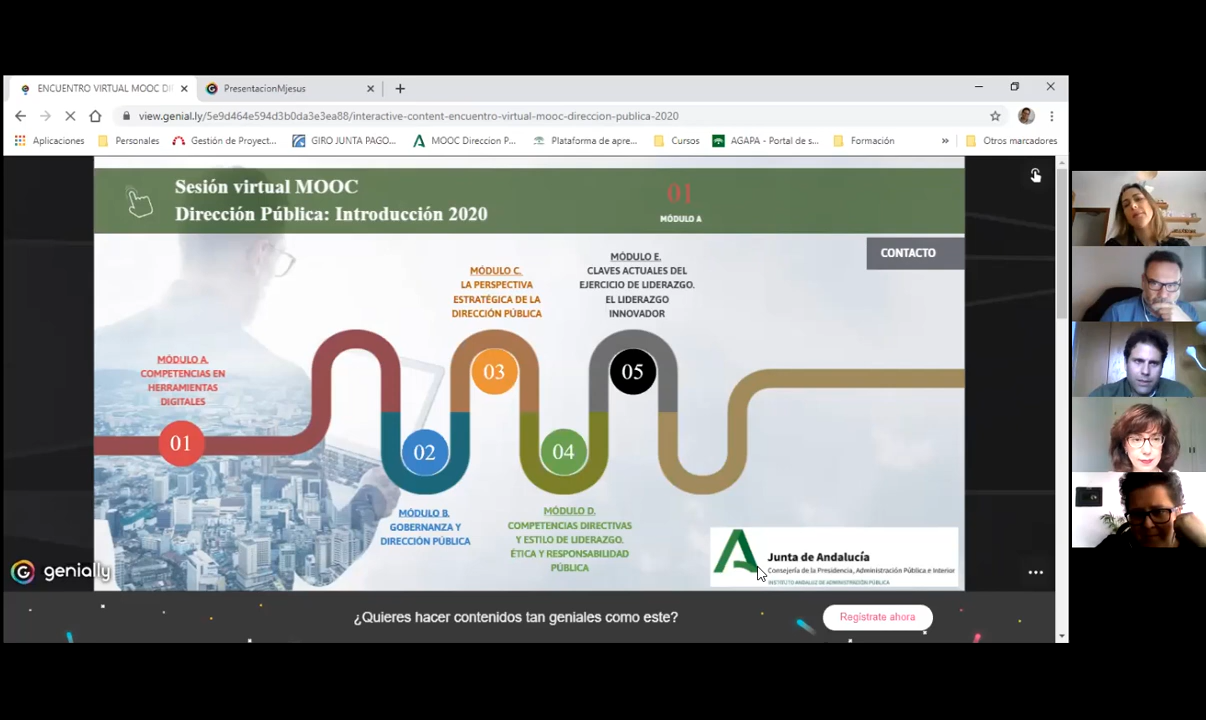 ENCUENTRO VIRTUAL MOOC DI
PresentacionMjesus
view.genial.ly/5e9d464e594d3b0da3e3ea88/interactive-content-encuentro-virtual-mooc-direccion-publica-2020
Aplicaciones
Personales
Gestión de Proyect...
GIRO JUNTA PAGO...
MOOC Direccion P...
Plataforma de apre...
Cursos
AGAPA - Portal de s...
Formación
»
Otros marcadores
Sesión virtual MOOC
Dirección Pública: Introducción 2020
01
MÓDULO A
CONTACTO
MÓDULO A.
COMPETENCIAS EN
HERRAMIENTAS
DIGITALES
01
MÓDULO B.
GOBERNANZA Y
DIRECCIÓN PÚBLICA
02
MÓDULO C.
LA PERSPECTIVA
ESTRATÉGICA DE LA
DIRECCIÓN PÚBLICA
03
MÓDULO D.
COMPETENCIAS DIRECTIVAS
Y ESTILO DE LIDERAZGO.
ÉTICA Y RESPONSABILIDAD
PÚBLICA
04
MÓDULO E.
CLAVES ACTUALES DEL
EJERCICIO DE LIDERAZGO.
EL LIDERAZGO
INNOVADOR
05
Junta de Andalucía
Consejería de la Presidencia, Administración Pública e Interior
INSTITUTO ANDALUZ DE ADMINISTRACIÓN PÚBLICA
genially
¿Quieres hacer contenidos tan geniales como este?
Regístrate ahora